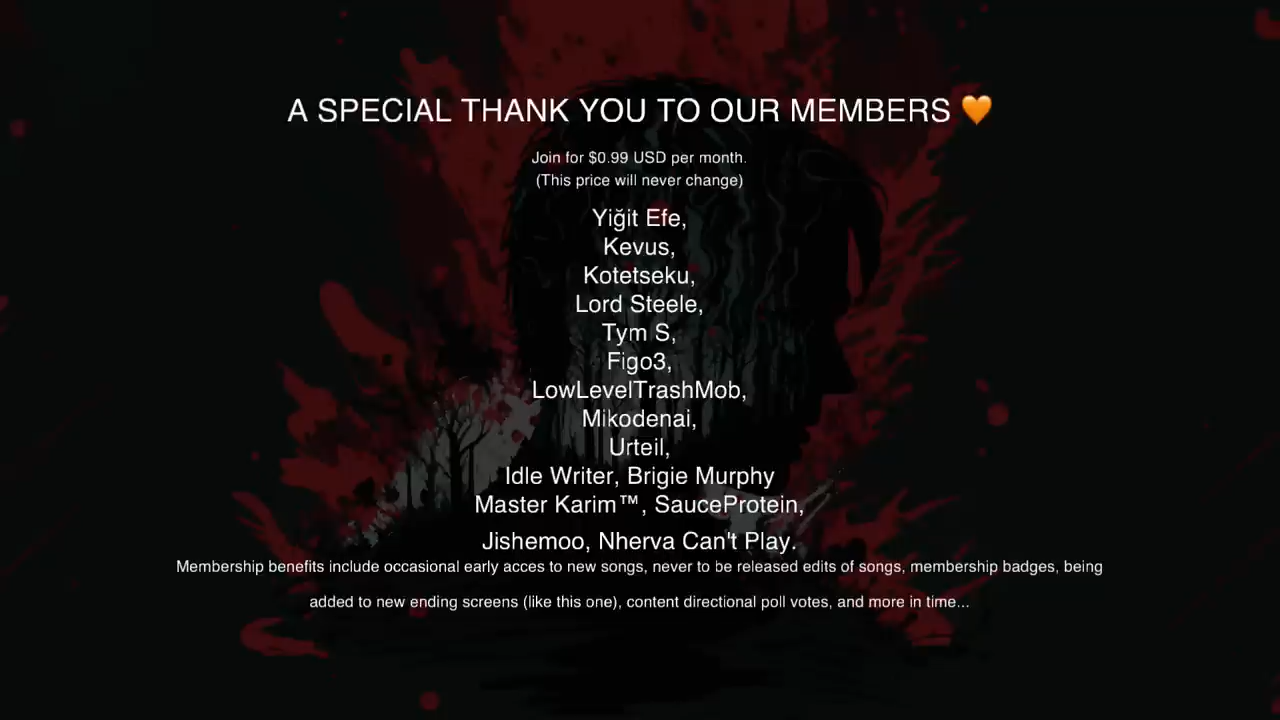 A SPECIAL THANK YOU TO OUR MEMBERS 🧡
Join for $0.99 USD per month.
(This price will never change)
Yiğit Efe,
Kevus,
Kotetseku,
Lord Steele,
Tym S,
Figo3,
LowLevelTrashMob,
Mikodenai,
Urteil,
Idle Writer, Brigie Murphy
Master Karim™, SauceProtein,
Jishemoo, Nherva Can't Play.
Membership benefits include occasional early acces to new songs, never to be released edits of songs, membership badges, being
added to new ending screens (like this one), content directional poll votes, and more in time...